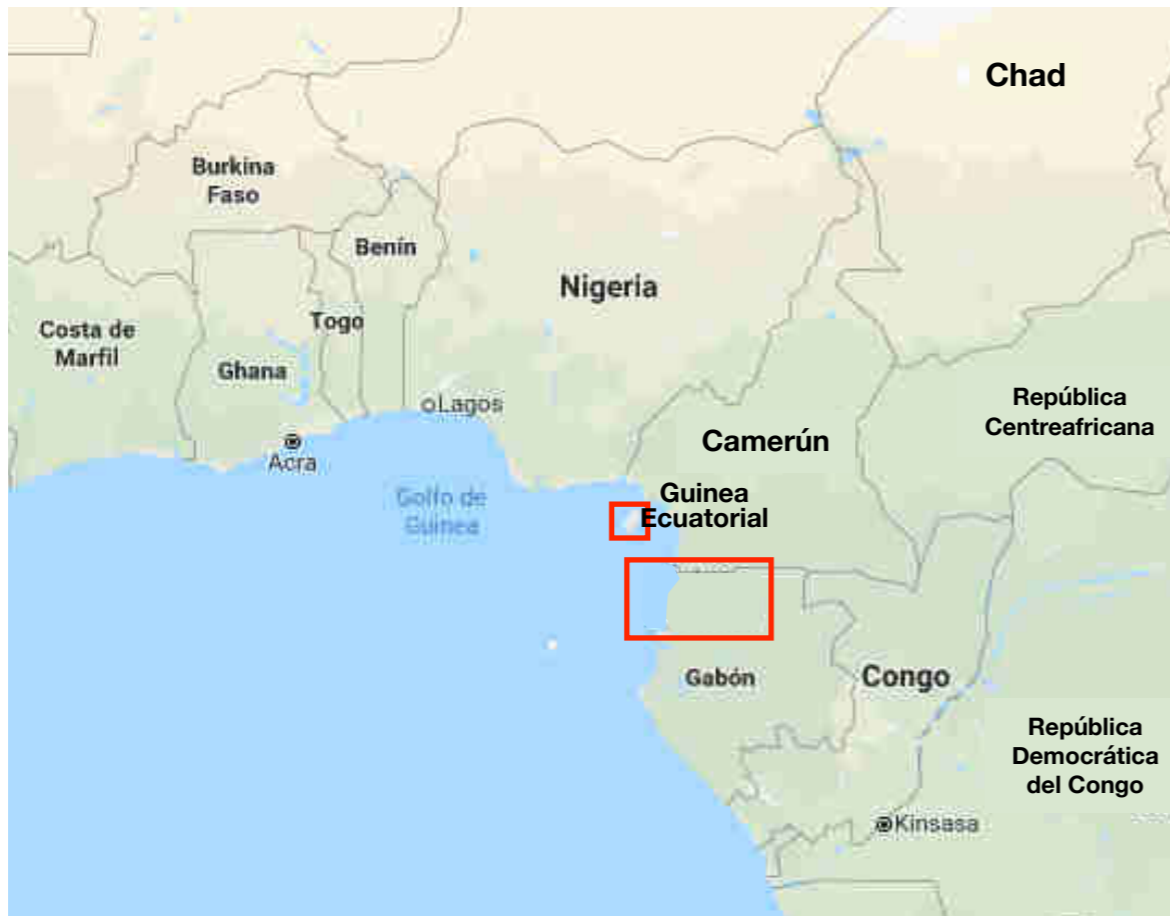 Chad
Burkina
Faso
Benín
Nigeria
Togo
Costa de
Marfil
Ghana
Lagos
República
Centreafricana
Camerún
Acra
Golfo de
Guinea
Guinea
Ecuatorial
Gabón
Congo
República
Democrática
del Congo
Kinsasa